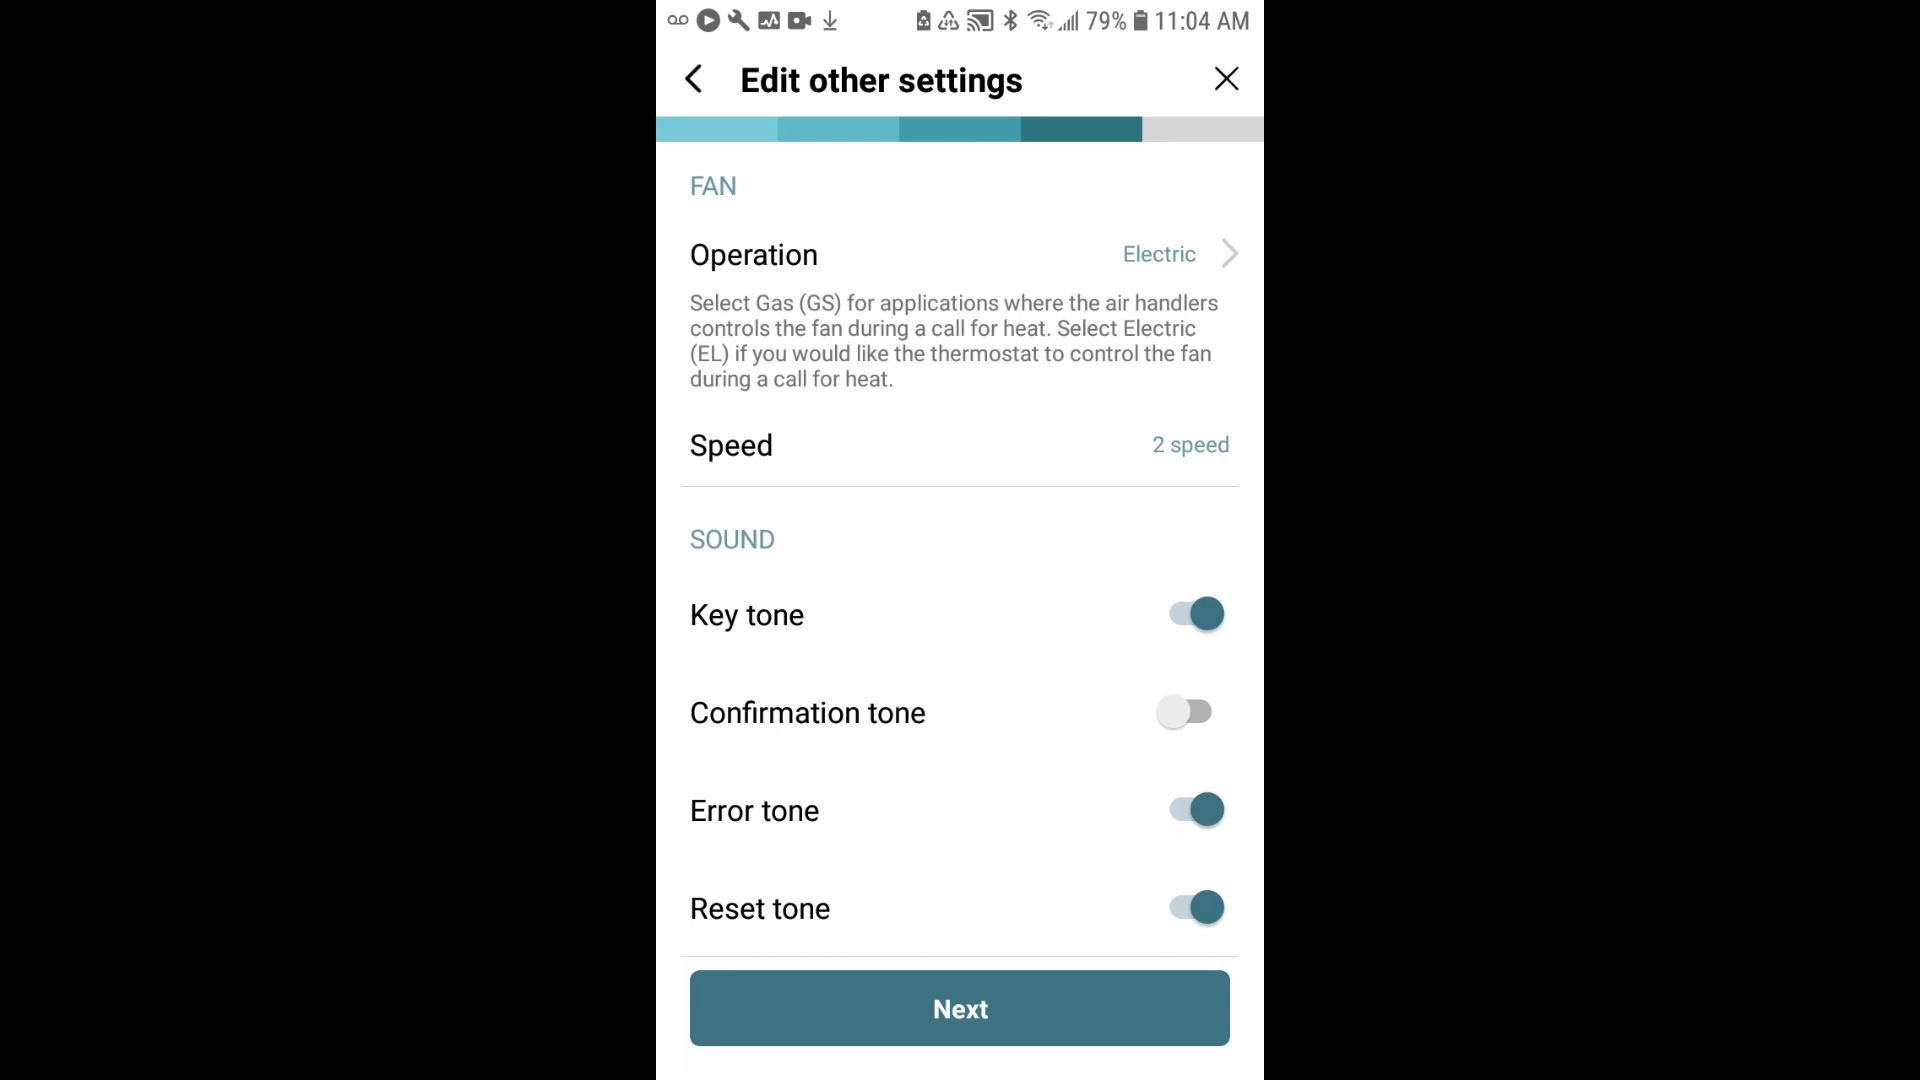 79% 11:04 AM
Edit other settings
FAN
Operation Electric
Select Gas (GS) for applications where the air handlers
controls the fan during a call for heat. Select Electric
(EL) if you would like the thermostat to control the fan
during a call for heat.
Speed 2 speed
SOUND
Key tone
Confirmation tone
Error tone
Reset tone
Next